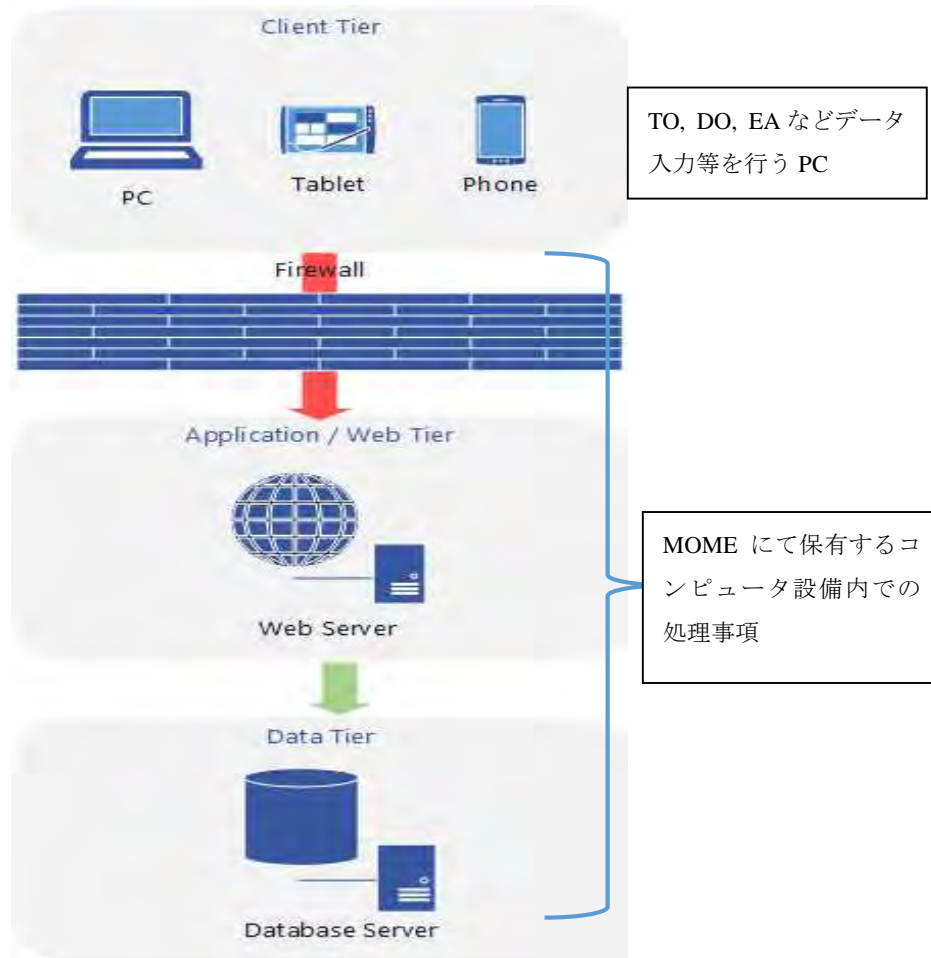 Client Tier
PC
Tablet
Phone
TO, DO, EA などデータ
入力等を行う PC
Firewall
Application / Web Tier
Web Server
MOME にて保有するコ
ンピュータ設備内での
処理事項
Data Tier
Database Server